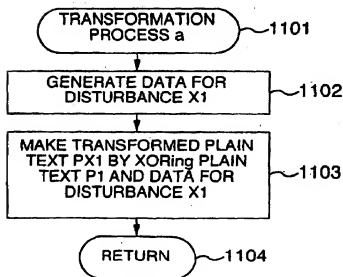 TRANSFORMATION
PROCESS a
1101
GENERATE DATA FOR
DISTURBANCE X1
1102
MAKE TRANSFORMED PLAIN
TEXT PX1 BY XORing PLAIN
TEXT P1 AND DATA FOR
DISTURBANCE X1
1103
RETURN
1104